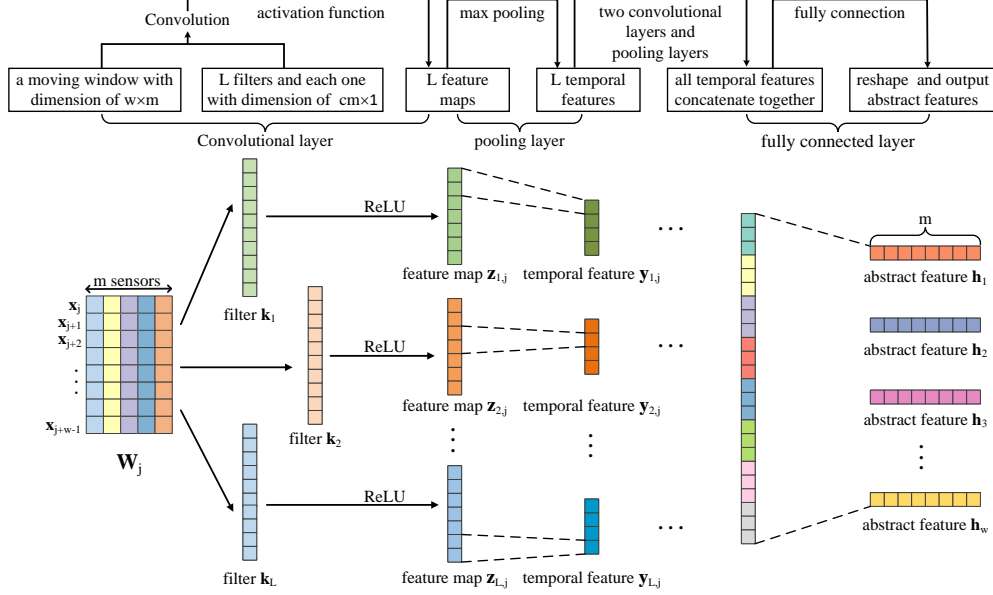 Convolution
activation function
max pooling
two convolutional
layers and
pooling layers
fully connection
a moving window with
dimension of w×m
L filters and each one
with dimension of cm×1
L feature
maps
L temporal
features
all temporal features
concatenate together
reshape and output
abstract features
Convolutional layer
pooling layer
fully connected layer
ReLU
...
m
feature map z1,j
temporal feature y1,j
abstract feature h1
m sensors
filter k1
xj
xj+1
xj+2
...
xj+w-1
Wj
ReLU
abstract feature h2
feature map z2,j
temporal feature y2,j
abstract feature h3
filter k2
...
...
...
ReLU
...
abstract feature hw
filter kL
feature map zL,j
temporal feature yL,j